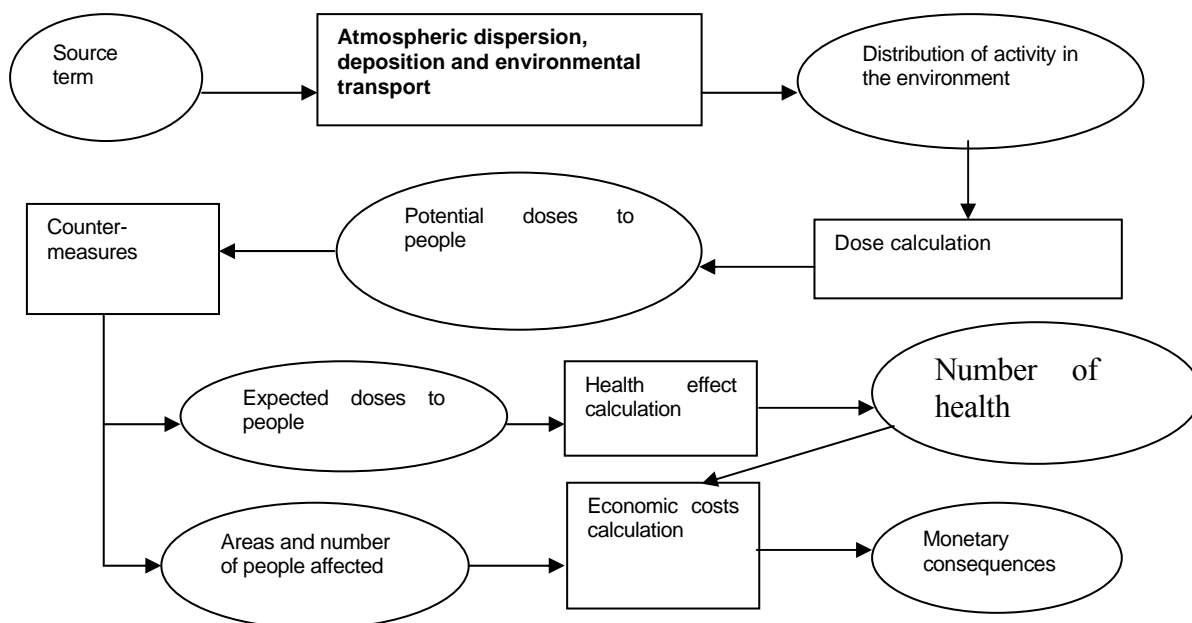 Source
term
Atmospheric dispersion,
deposition and environmental
transport
Distribution of activity in
the environment
Dose calculation
Potential doses to
people
Counter-
measures
Expected doses to
people
Health effect
calculation
Number of
health
Areas and number
of people affected
Economic costs
calculation
Monetary
consequences